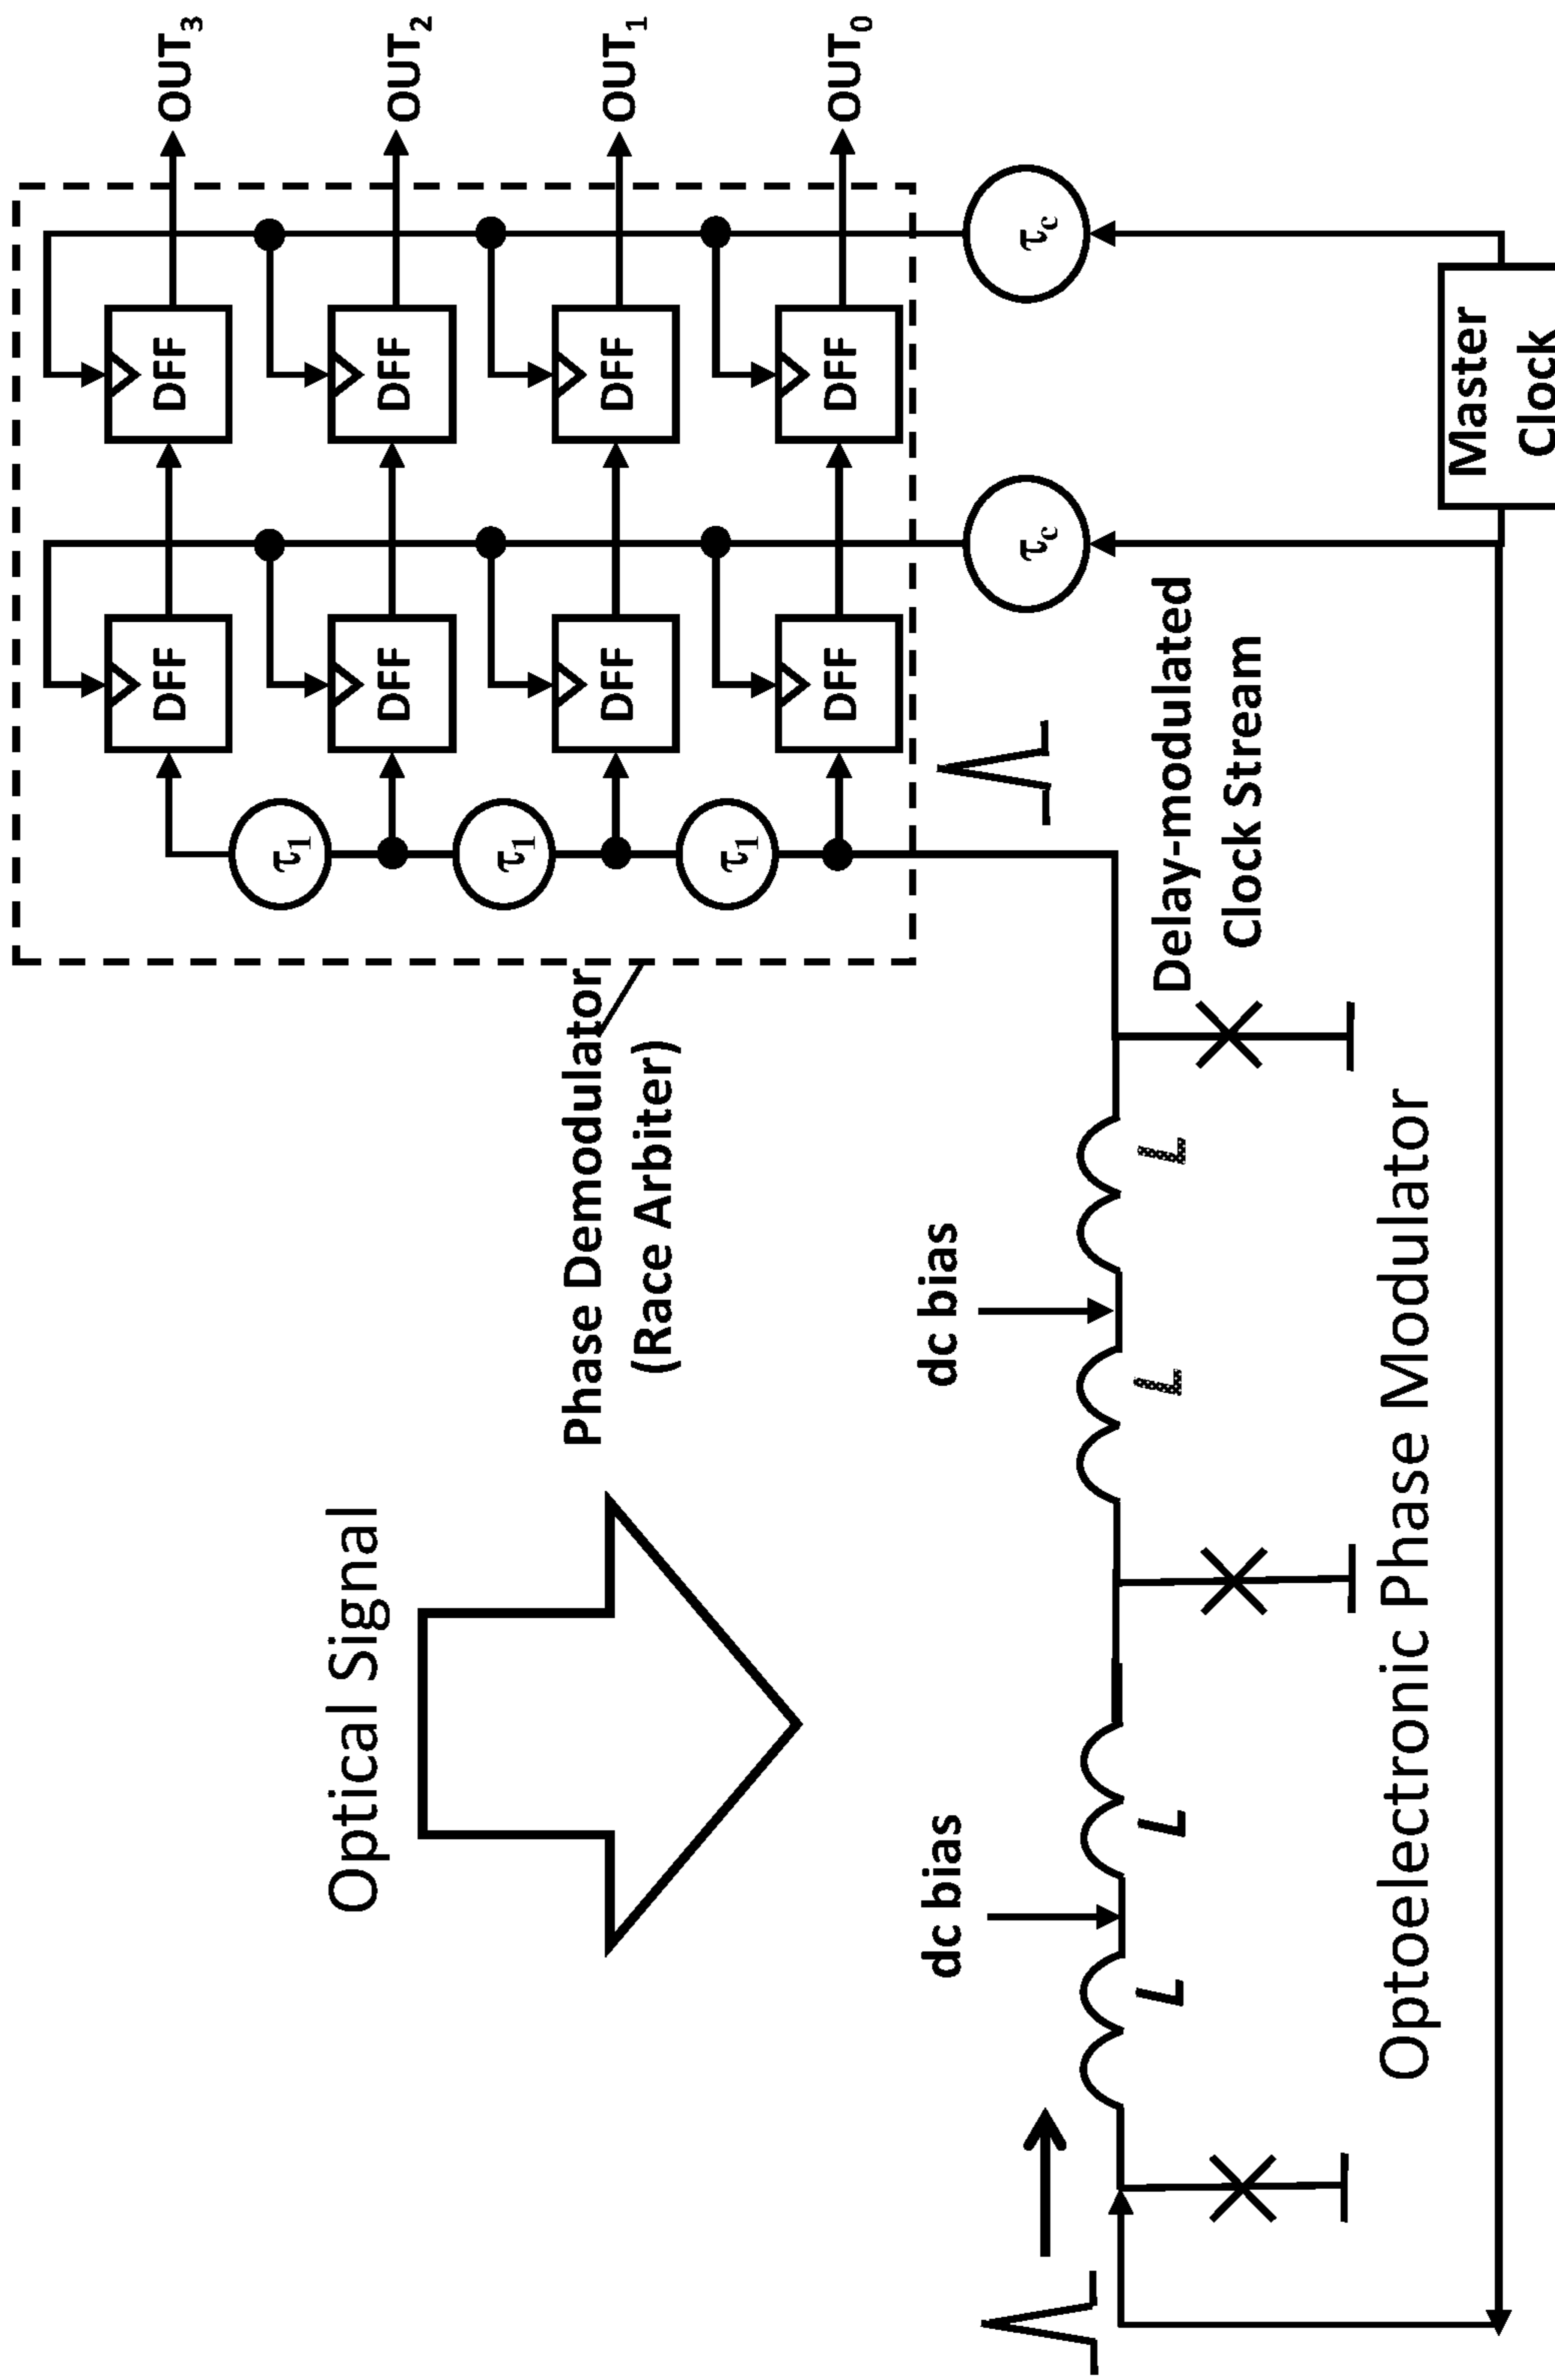 DFF
DFF
OUT₃
τ₁
Optical Signal
DFF
DFF
OUT₂
τ₁
Phase Demodulator
(Race Arbiter)
DFF
DFF
OUT₁
τ₁
DFF
DFF
OUT₀
dc bias
dc bias
τc
τc
L
L
L
L
Delay-modulated
Clock Stream
Optoelectronic Phase Modulator
Master
Clock